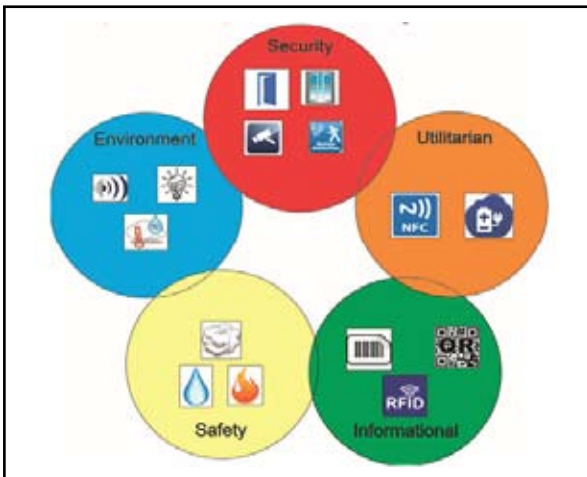 Security
Environment
Utilitarian
N))
NFC
QR
RFID
Safety
Informational